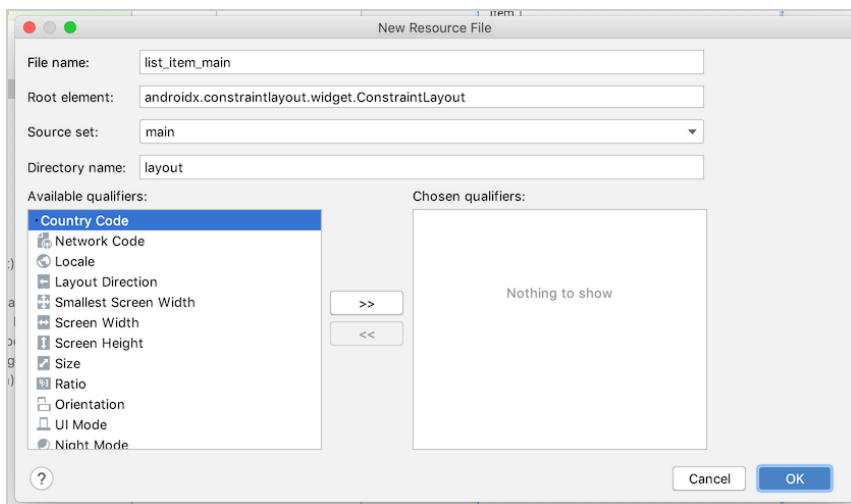 Item 1
New Resource File
File name: list_item_main
Root element: androidx.constraintlayout.widget.ConstraintLayout
Source set: main
Directory name: layout
Available qualifiers:
Chosen qualifiers:
Country Code
Network Code
Locale
Layout Direction
Smallest Screen Width
Screen Width
Screen Height
Size
Ratio
Orientation
UI Mode
Night Mode
>>
<<
Nothing to show
?
Cancel
OK